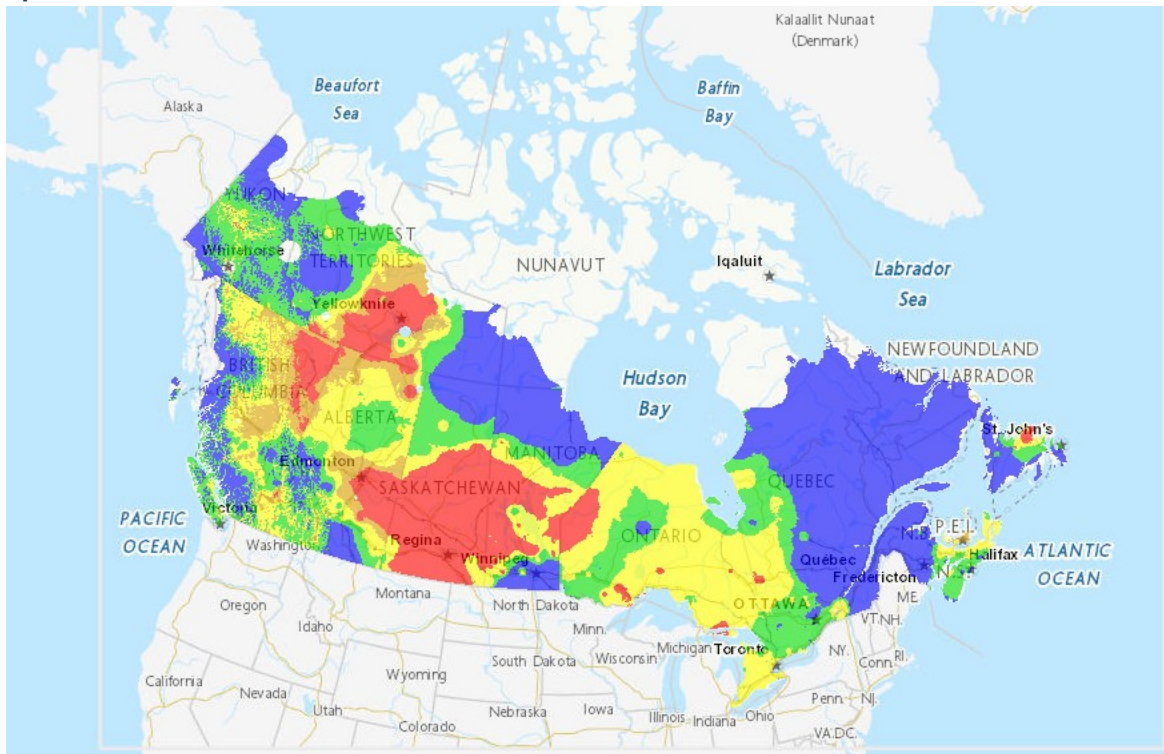 Kalaallit Nunaat
(Denmark)
Beaufort
Sea
Baffin
Bay
Alaska
YUKON
NORTHWEST
TERRITORIES
Whitehorse
NUNAVUT
Iqaluit
Labrador
Sea
Yellowknife
BRITISH
COLUMBIA
Hudson
Bay
NEWFOUNDLAND
AND LABRADOR
ALBERTA
St. John's
MANITOBA
Edmonton
SASKATCHEWAN
QUEBEC
Victoria
PACIFIC
OCEAN
Washington
ONTARIO
P.E.I.
N.B.
Regina
Winnipeg
Québec
Halifax
ATLANTIC
OCEAN
Fredericton
N.S.
Montana
North Dakota
OTTAWA
ME.
Oregon
Idaho
Minn.
VT.
NH.
Michigan
Toronto
South Dakota
Wisconsin
NY.
Conn.
RI.
Wyoming
California
Nevada
Utah
Nebraska
Iowa
Penn.
NJ.
Colorado
Illinois
Indiana
Ohio
VA.
DC.